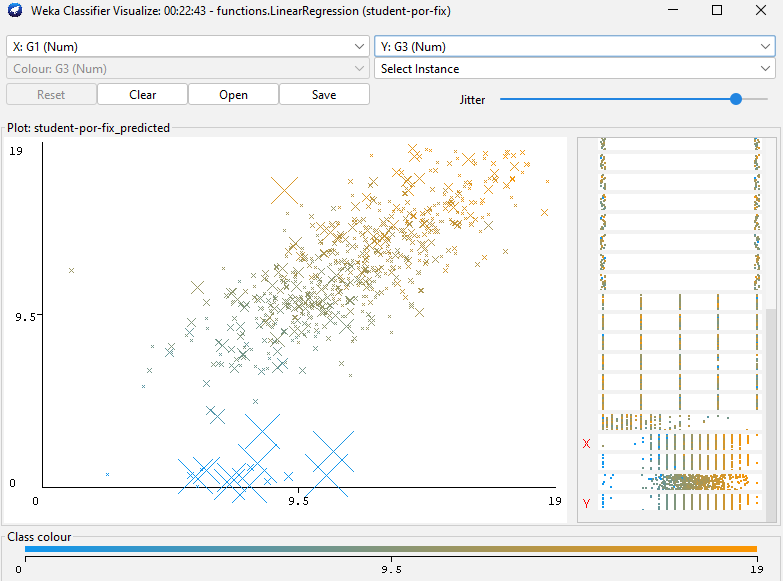 Weka Classifier Visualize: 00:22:43 - functions.LinearRegression (student-por-fix)
X: G1 (Num)
Y: G3 (Num)
Colour: G3 (Num)
Select Instance
Reset
Clear
Open
Save
Jitter
Plot: student-por-fix_predicted
19
9.5
0
0
9.5
19
X
Y
Class colour
0
9.5
19